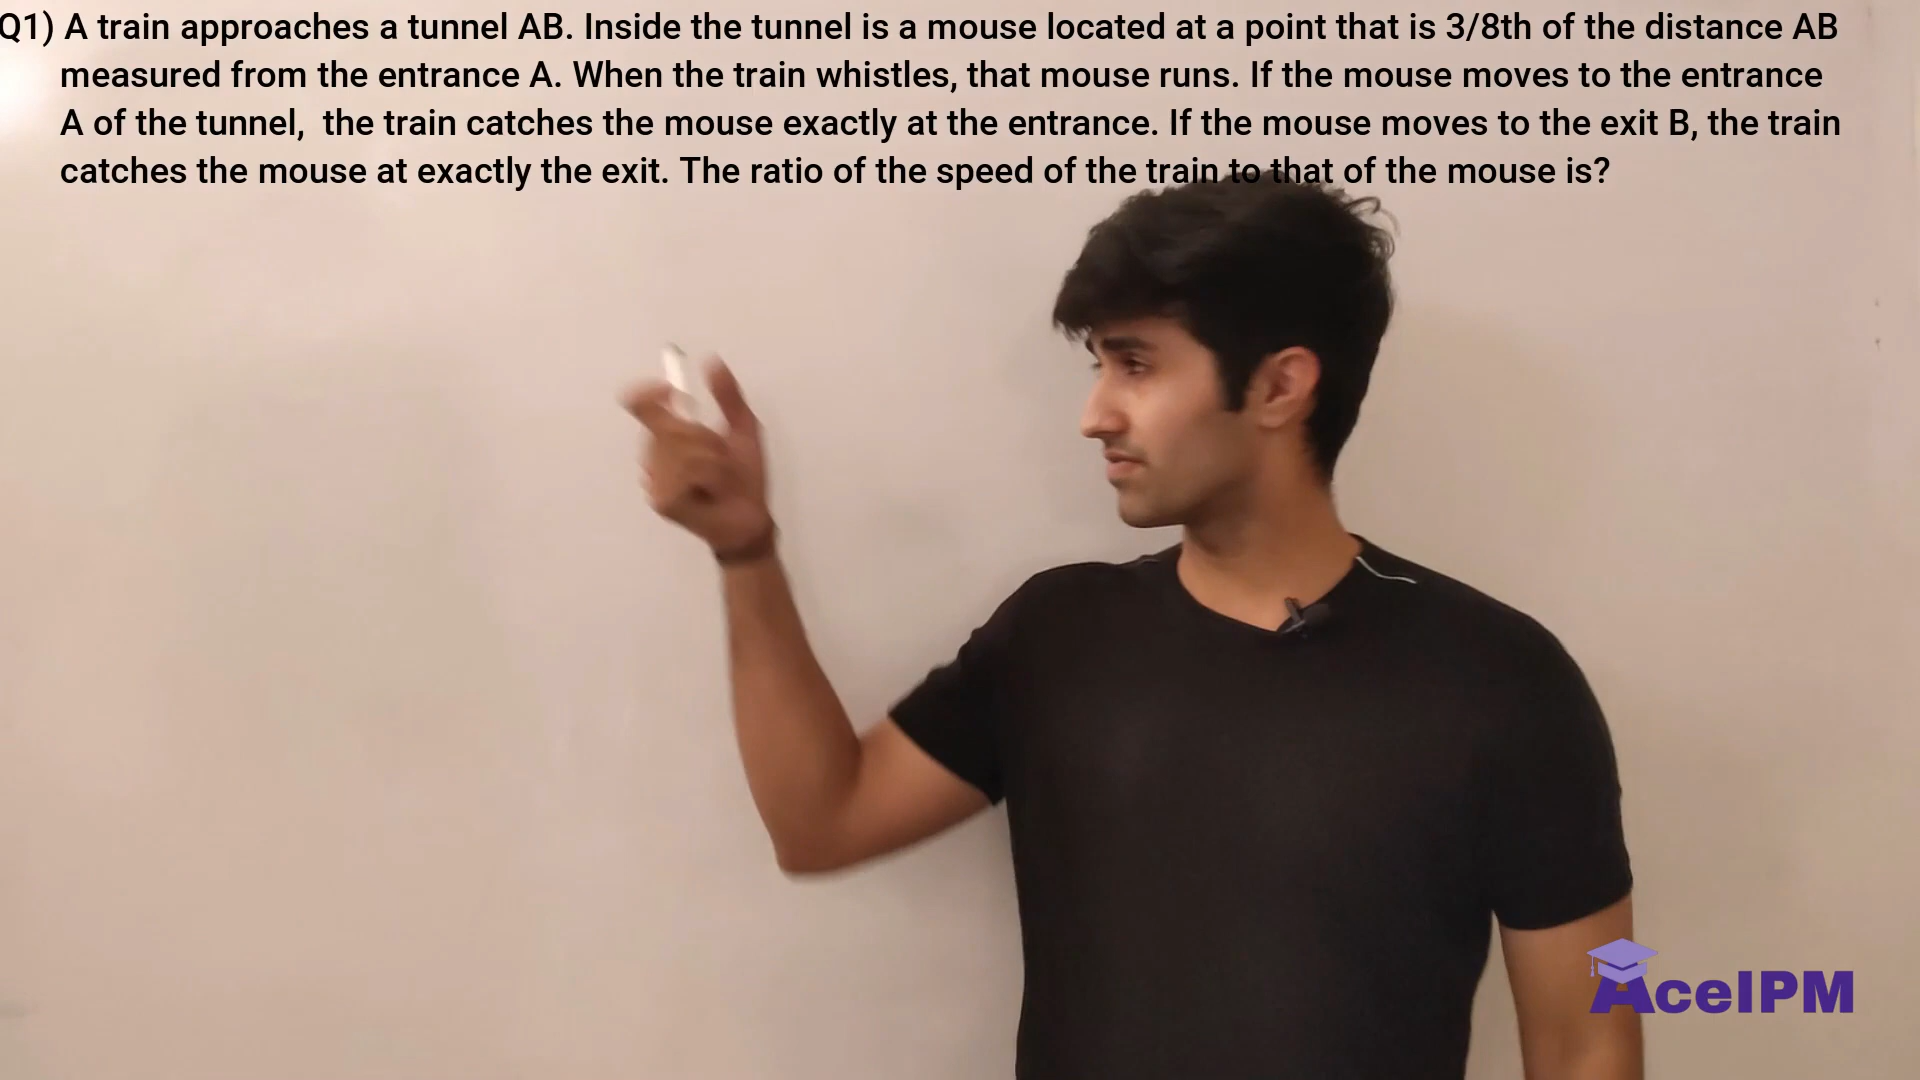 Q1) A train approaches a tunnel AB. Inside the tunnel is a mouse located at a point that is 3/8th of the distance AB
measured from the entrance A. When the train whistles, that mouse runs. If the mouse moves to the entrance
A of the tunnel,  the train catches the mouse exactly at the entrance. If the mouse moves to the exit B, the train
catches the mouse at exactly the exit. The ratio of the speed of the train to that of the mouse is?
AceIPM